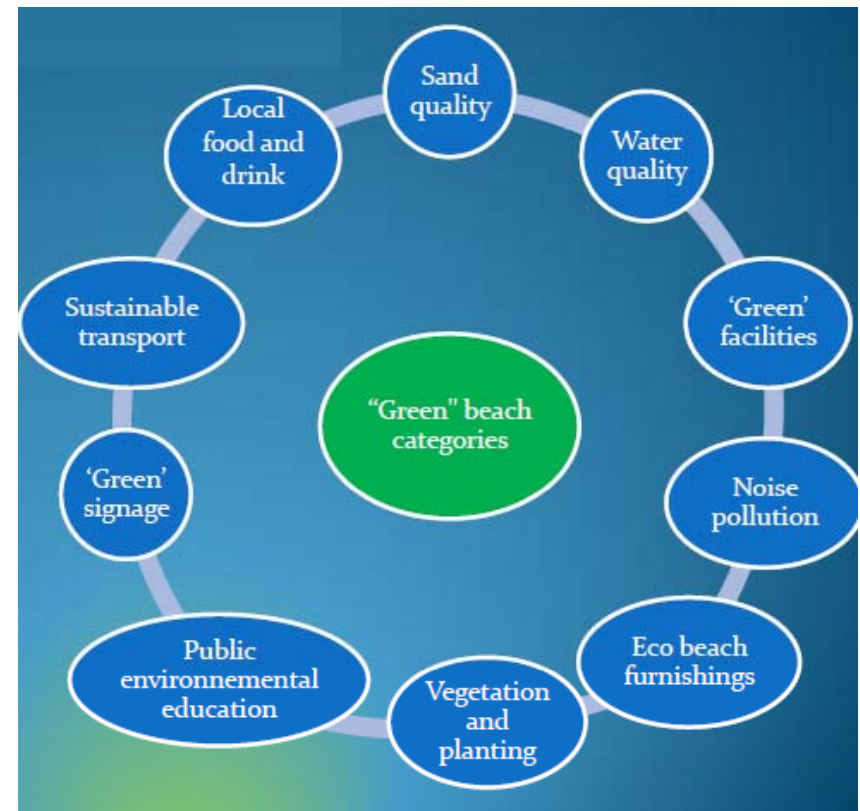 Sand
quality
Water
quality
‘Green’
facilities
Noise
pollution
Eco beach
furnishings
Vegetation
and
planting
Public
environnemental
education
‘Green’
signage
Sustainable
transport
Local
food and
drink
“Green" beach
categories